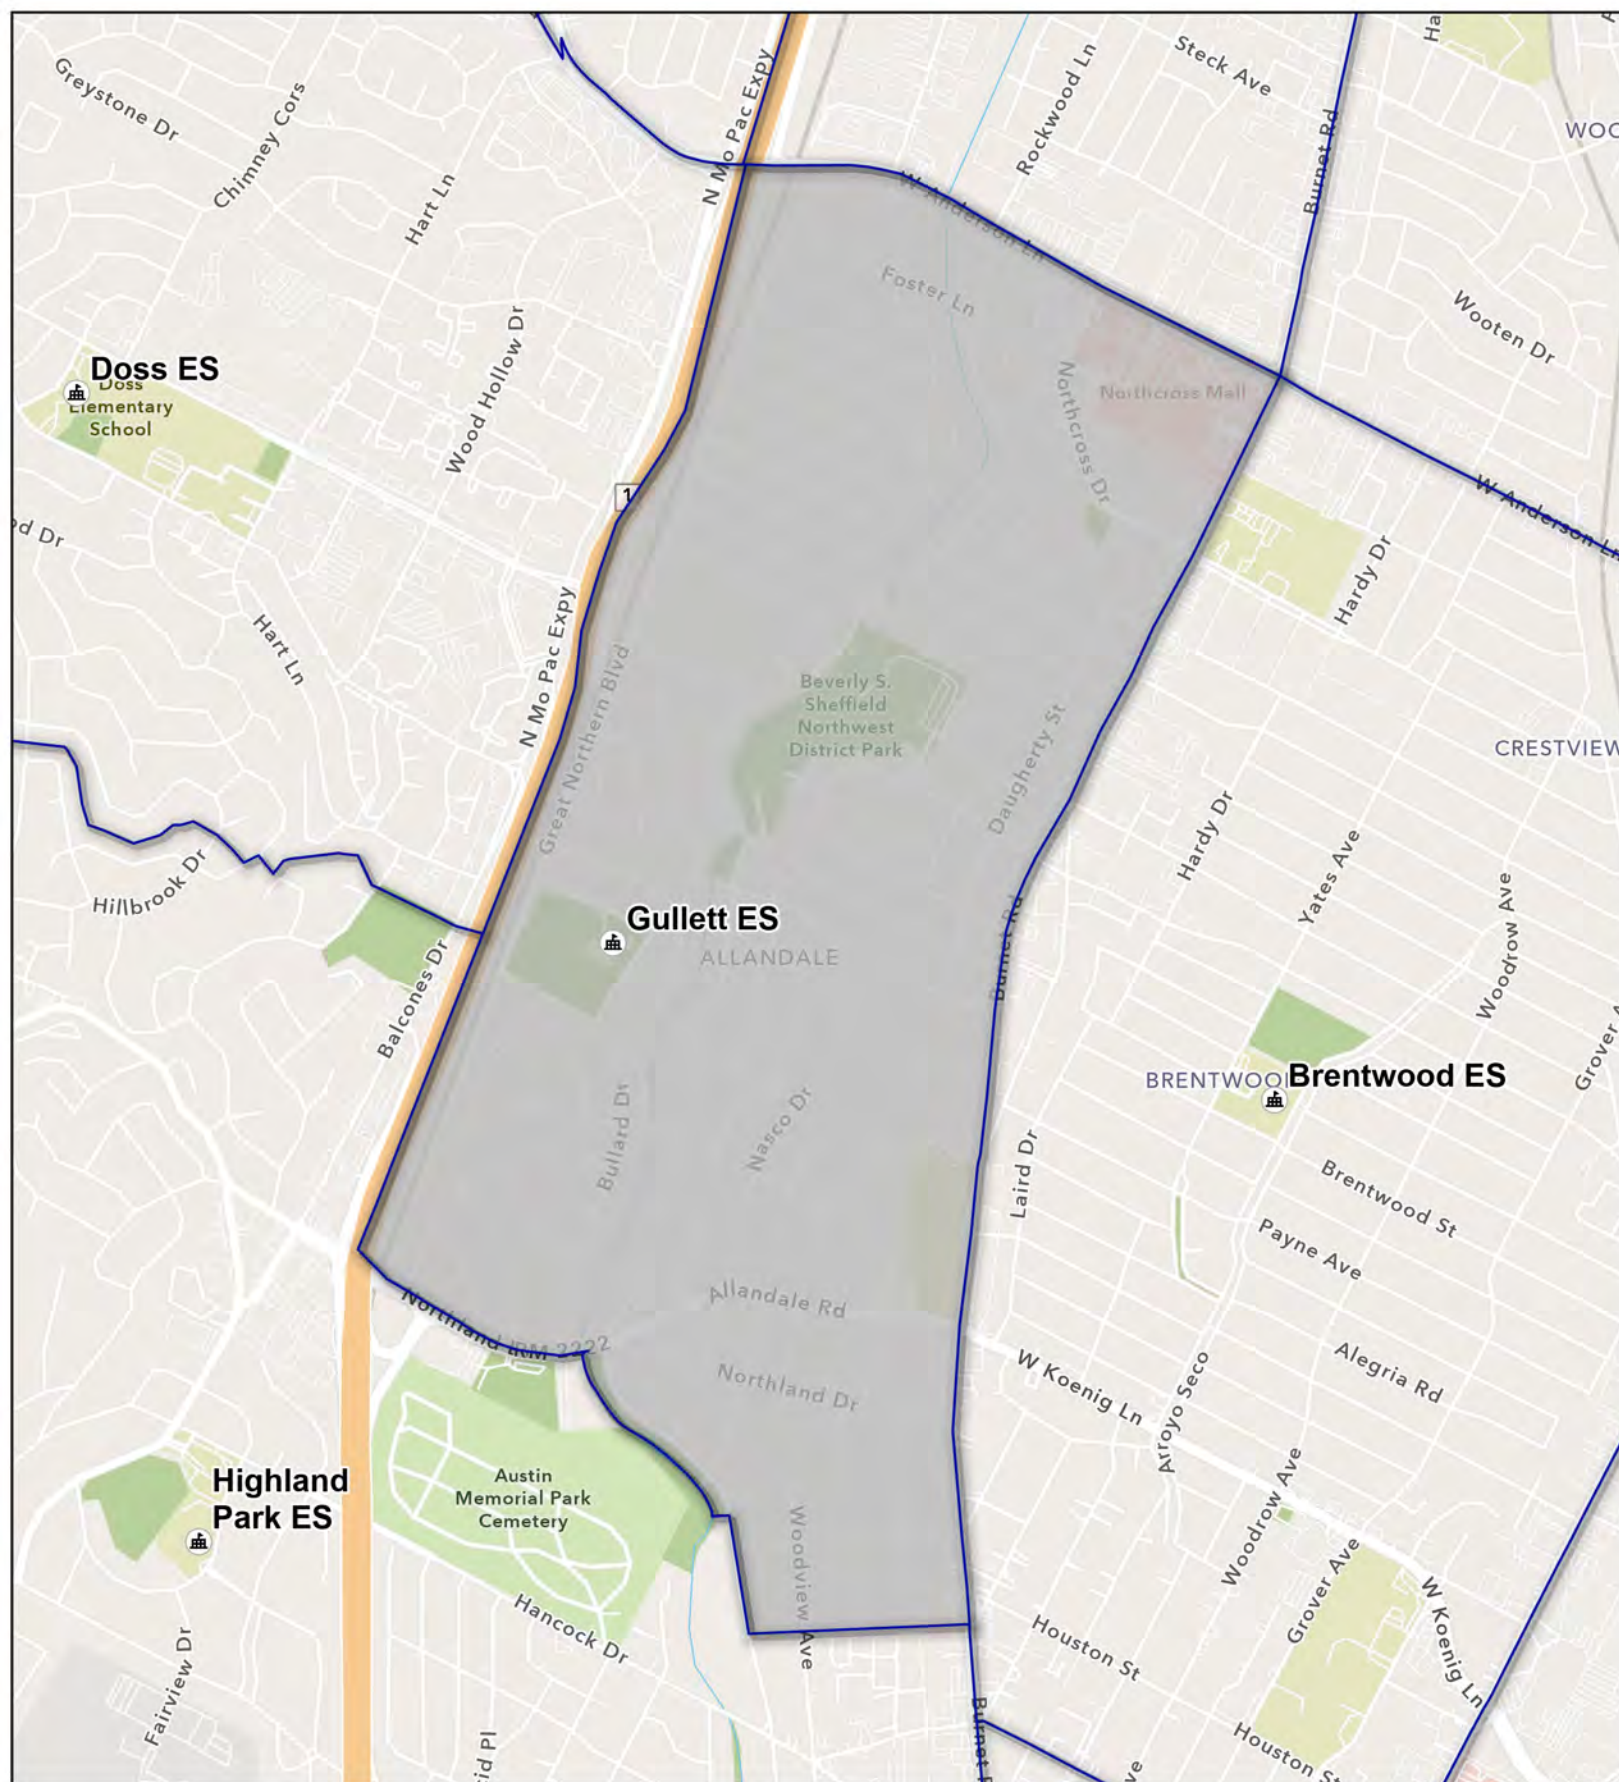 Greystone Dr
Chimney Cors
Hart Ln
N Mo Pac Expy
Rockwood Ln
Steck Ave
Burnet Rd
Ha
WOO
W Anderson Ln
Foster Ln
Wooten Dr
Doss ES
Doss
Elementary
School
Wood Hollow Dr
Northcross Mall
Northcross Dr
1
W Anderson Ln
od Dr
Hardy Dr
Hart Ln
N Mo Pac Expy
Great Northern Blvd
Beverly S.
Sheffield
Northwest
District Park
Daugherty St
CRESTVIEW
Hardy Dr
Yates Ave
Hillbrook Dr
Woodrow Ave
Gullett ES
ALLANDALE
Burnet Rd
Balcones Dr
Grover A
BRENTWOO
Brentwood ES
Bullard Dr
Nasco Dr
Laird Dr
Brentwood St
Payne Ave
Allandale Rd
Northland
RM 2222
Northland Dr
W Koenig Ln
Alegria Rd
Arroyo Seco
Highland
Park ES
Austin
Memorial Park
Cemetery
Woodview Ave
Woodrow Ave
Grover Ave
W Koenig Ln
Hancock Dr
Houston St
Fairview Dr
id Pl
Burnet R
Houston St
ve